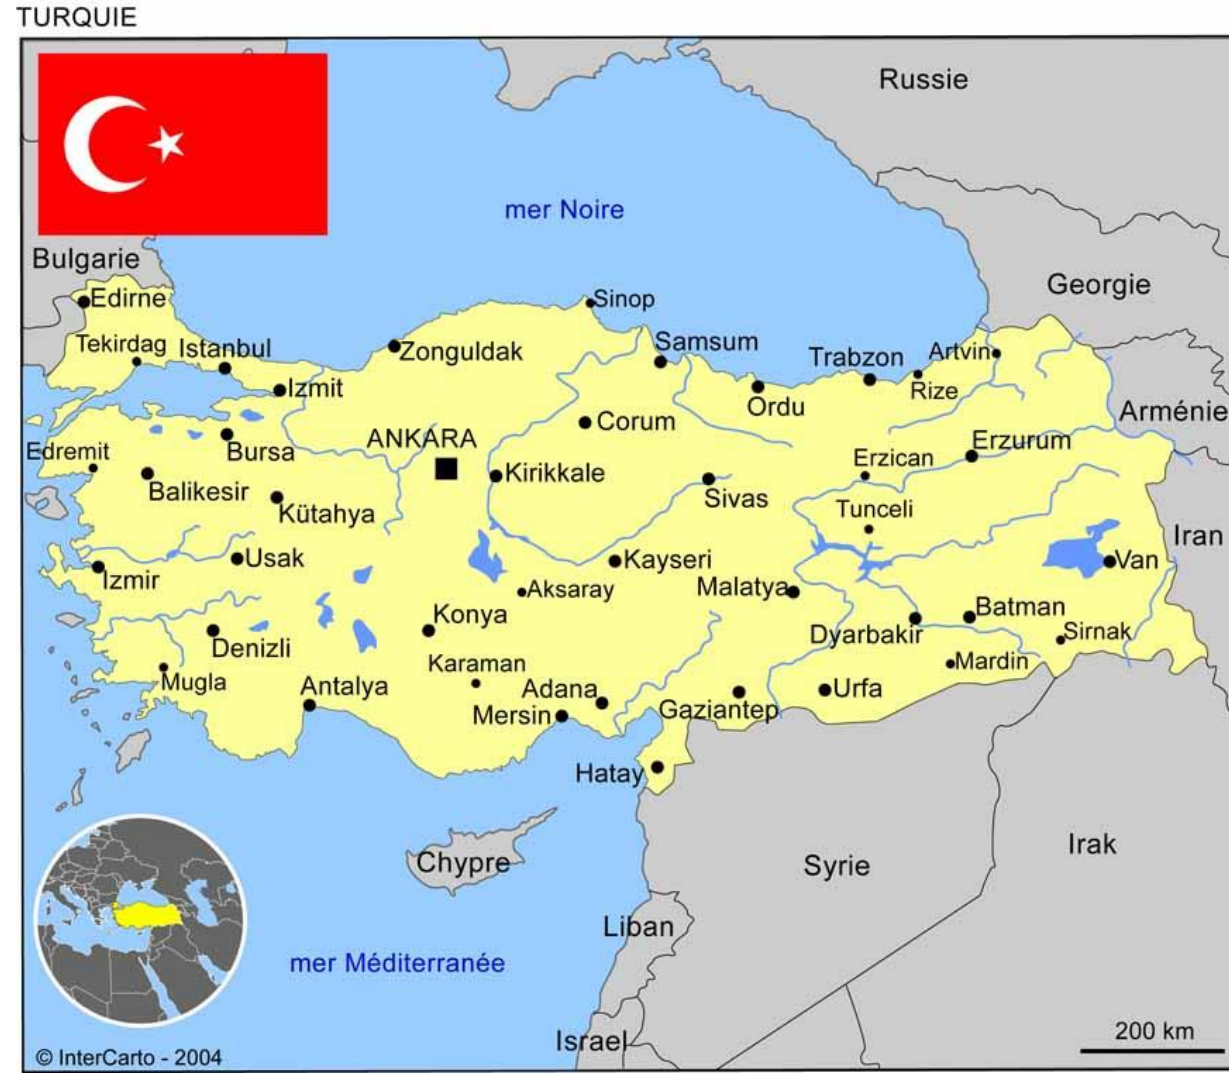 TURQUIE
Russie
mer Noire
Bulgarie
Georgie
Edirne
Sinop
Tekirdag
Istanbul
Zonguldak
Samsum
Trabzon
Artvin
Izmit
Rize
Ordu
Arménie
Corum
ANKARA
Erzurum
Edremit
Bursa
Erzican
Kirikkale
Balikesir
Sivas
Kütahya
Tunceli
Iran
Usak
Kayseri
Van
Izmir
Aksaray
Malatya
Konya
Batman
Denizli
Dyarbakir
Sirnak
Karaman
Mardin
Mugla
Antalya
Adana
Urfa
Mersin
Gaziantep
Hatay
Chypre
Syrie
Irak
Liban
mer Méditerranée
Israel
200 km
© InterCarto - 2004